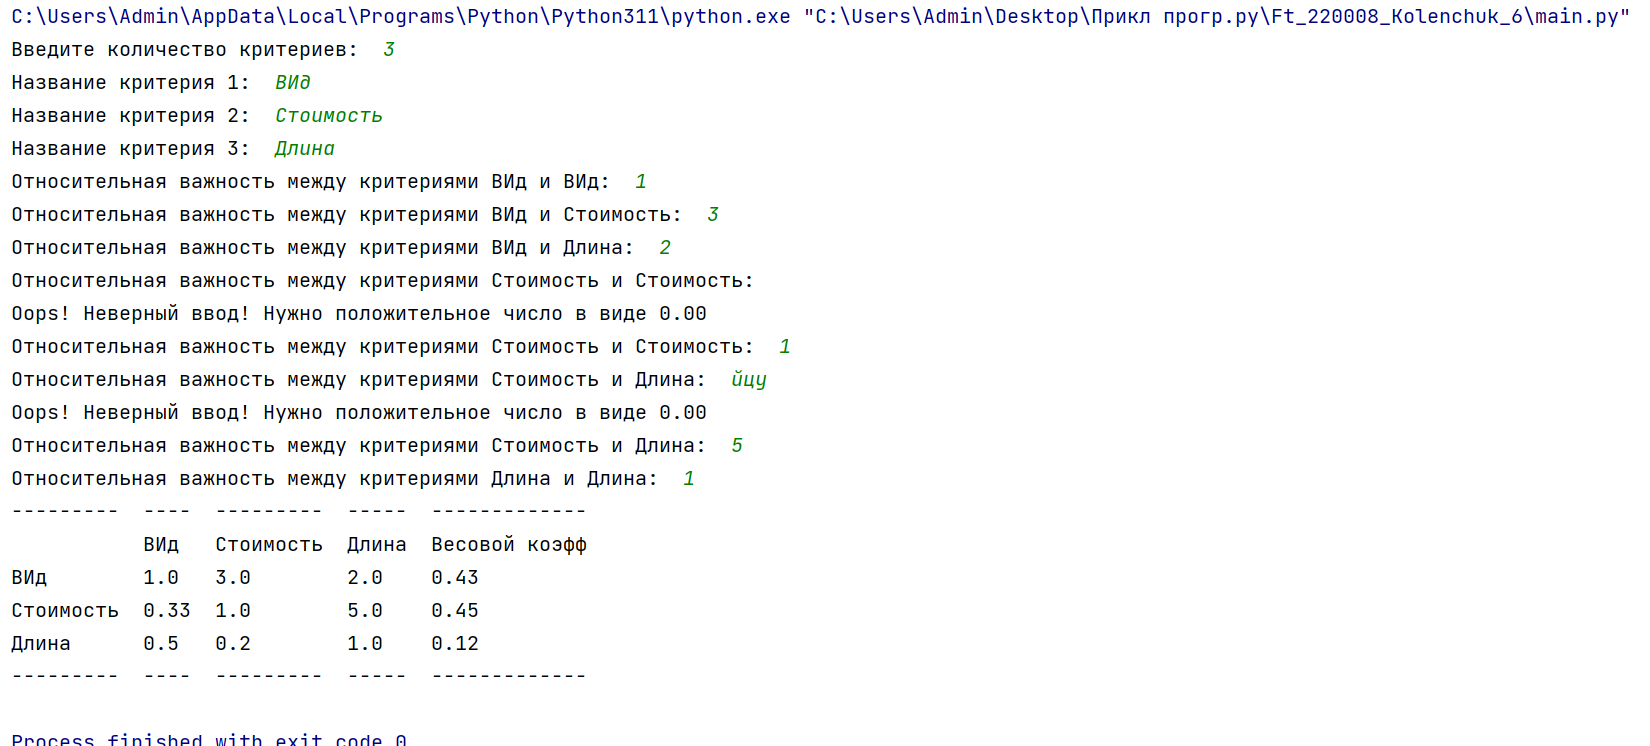 C:\Users\Admin\AppData\Local\Programs\Python\Python311\python.exe "C:\Users\Admin\Desktop\Прикл прогр.py\Ft_220008_Kolenchuk_6\main.py"
Введите количество критериев:  3
Название критерия 1:  ВИд
Название критерия 2:  Стоимость
Название критерия 3:  Длина
Относительная важность между критериями ВИд и ВИд:  1
Относительная важность между критериями ВИд и Стоимость:  3
Относительная важность между критериями ВИд и Длина:  2
Относительная важность между критериями Стоимость и Стоимость:
Oops! Неверный ввод! Нужно положительное число в виде 0.00
Относительная важность между критериями Стоимость и Стоимость:  1
Относительная важность между критериями Стоимость и Длина:  йцу
Oops! Неверный ввод! Нужно положительное число в виде 0.00
Относительная важность между критериями Стоимость и Длина:  5
Относительная важность между критериями Длина и Длина:  1
---------  ----  ---------  -----  -------------
           ВИд   Стоимость  Длина  Весовой коэфф
ВИд        1.0   3.0        2.0    0.43
Стоимость  0.33  1.0        5.0    0.45
Длина      0.5   0.2        1.0    0.12
---------  ----  ---------  -----  -------------
Process finished with exit code 0